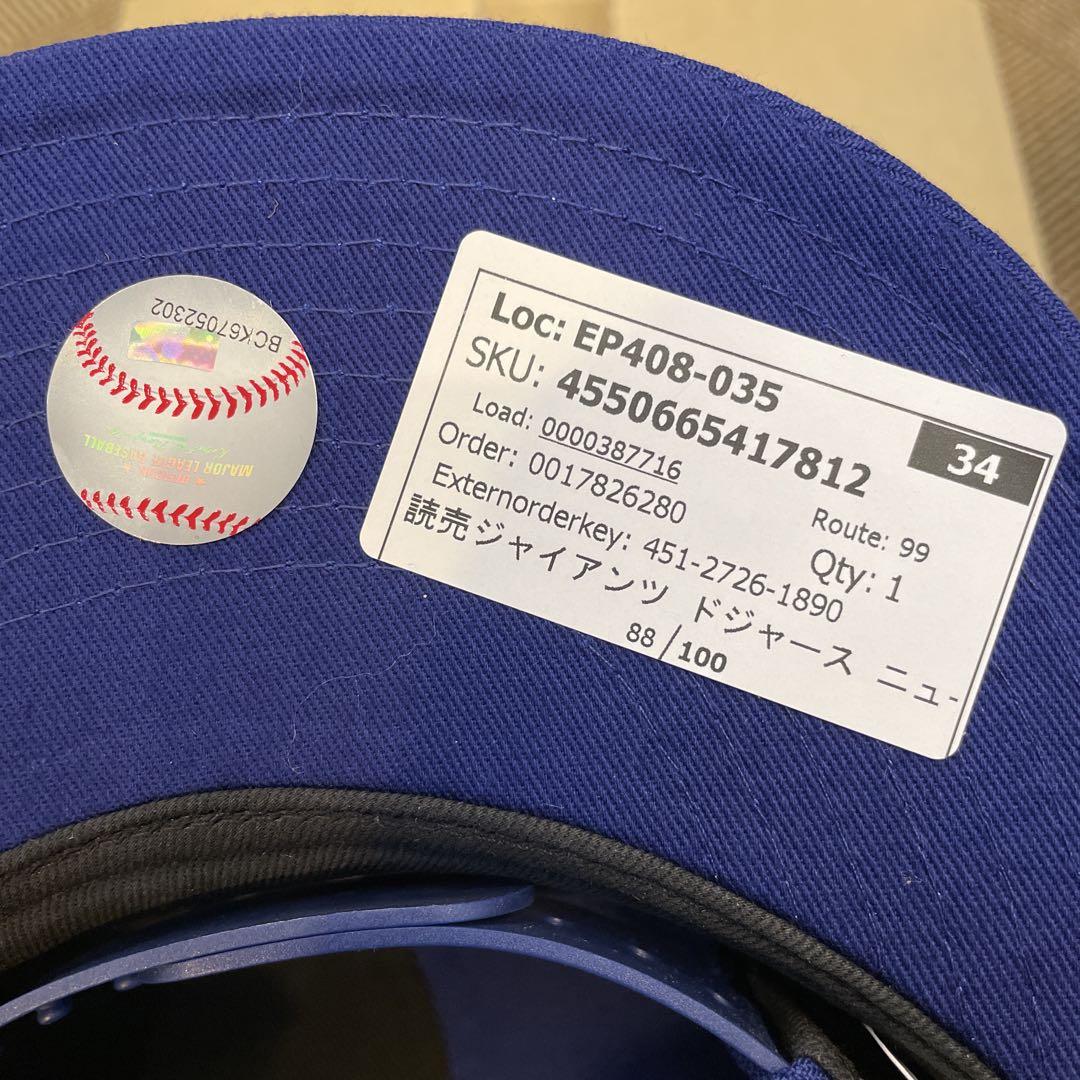 BCK67052302
MAJOR LEAGUE BASEBALL
Loc: EP408-035
SKU: 4550665417812
34
Load: 0000387716
Route: 99
Order: 0017826280
Qty: 1
Externorderkey: 451-2726-1890
読売ジャイアンツ ドジャース ニュー
88/100